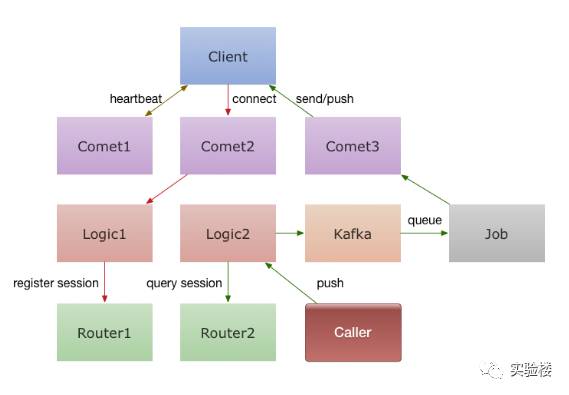 Client
heartbeat
connect
send/push
Comet1
Comet2
Comet3
Logic1
Logic2
Kafka
queue
Job
register session
query session
push
Router1
Router2
Caller
实验楼